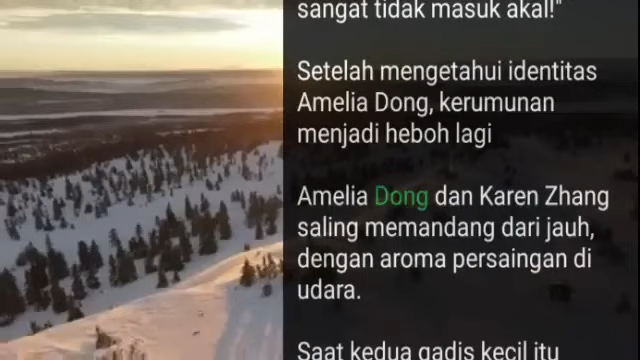 sangat tidak masuk akal!"
Setelah mengetahui identitas
Amelia Dong, kerumunan
menjadi heboh lagi
Amelia Dong dan Karen Zhang
saling memandang dari jauh,
dengan aroma persaingan di
udara.
Saat kedua gadis kecil itu